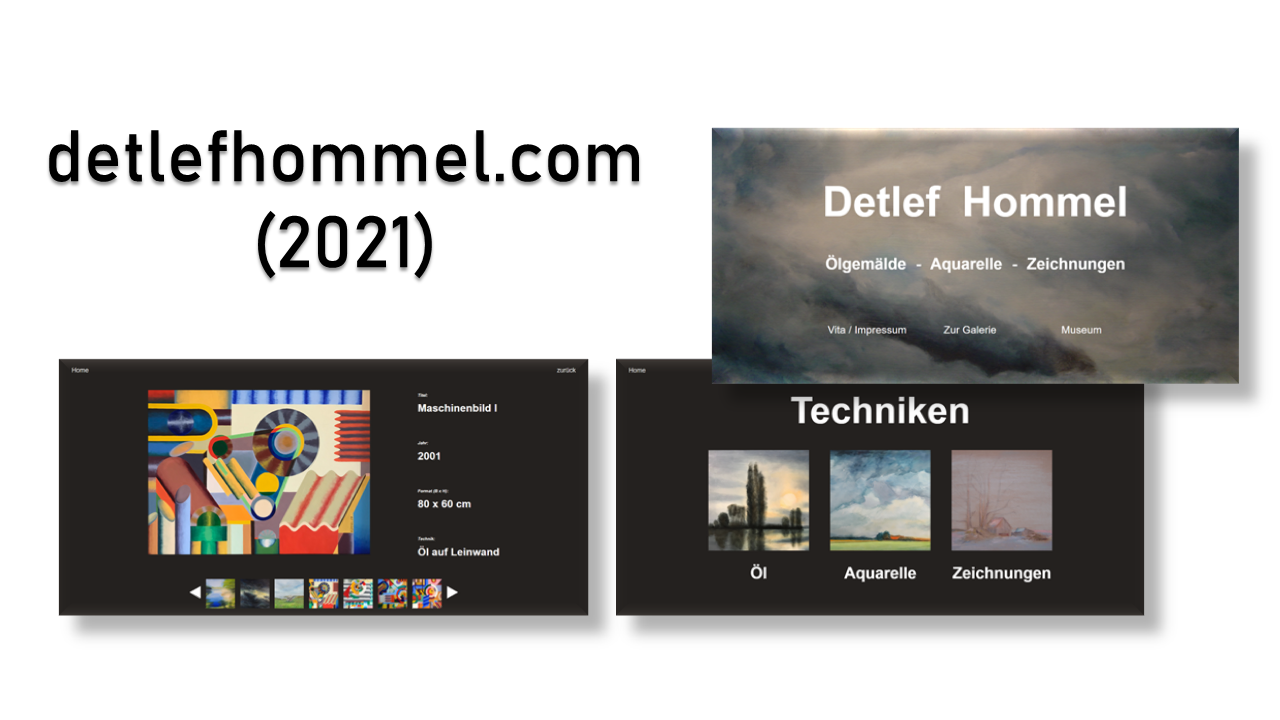 detlefhommel.com
(2021)
Detlef Hommel
Ölgemälde - Aquarelle - Zeichnungen
Vita / Impressum Zur Galerie Museum
Home zurück
Titel:
Maschinenbild I
Jahr:
2001
Format (B x H):
80 x 60 cm
Technik:
Öl auf Leinwand
Home
Techniken
Öl Aquarelle Zeichnungen